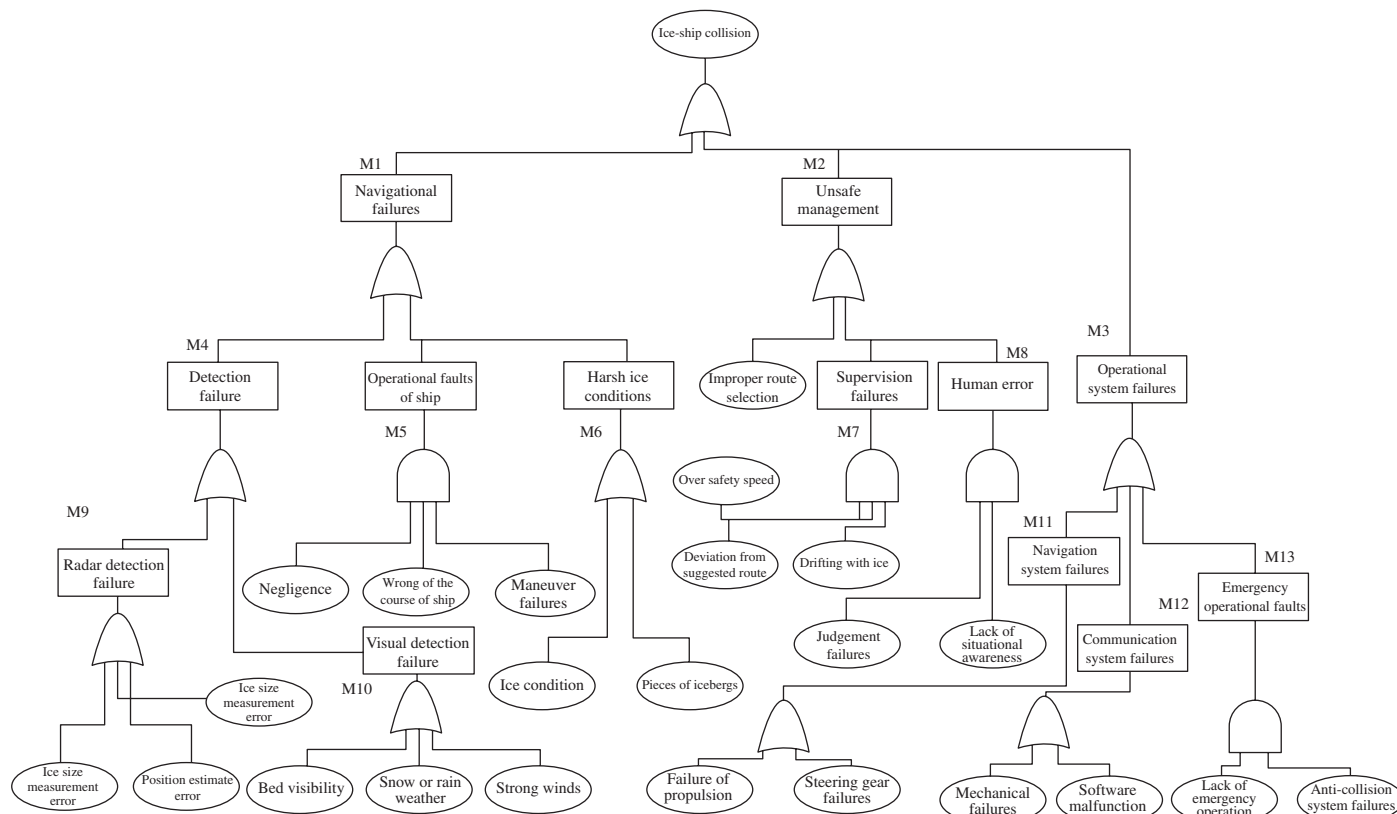 Ice-ship collision
M1
Navigational
failures
M2
Unsafe
management
M3
Operational
system failures
M4
Detection
failure
Operational faults
of ship
M5
Harsh ice
conditions
M6
Improper route
selection
Supervision
failures
M7
M8
Human error
Over safety speed
Deviation from
suggested route
Drifting with ice
M9
Radar detection
failure
Negligence
Wrong of the
course of ship
Maneuver
failures
M11
Navigation
system failures
M13
Emergency
operational faults
M12
Communication
system failures
Visual detection
failure
M10
Judgement
failures
Lack of
situational
awareness
Ice condition
Pieces of icebergs
Ice size
measurement
error
Ice size
measurement
error
Position estimate
error
Bed visibility
Snow or rain
weather
Strong winds
Failure of
propulsion
Steering gear
failures
Mechanical
failures
Software
malfunction
Lack of
emergency
operation
Anti-collision
system failures